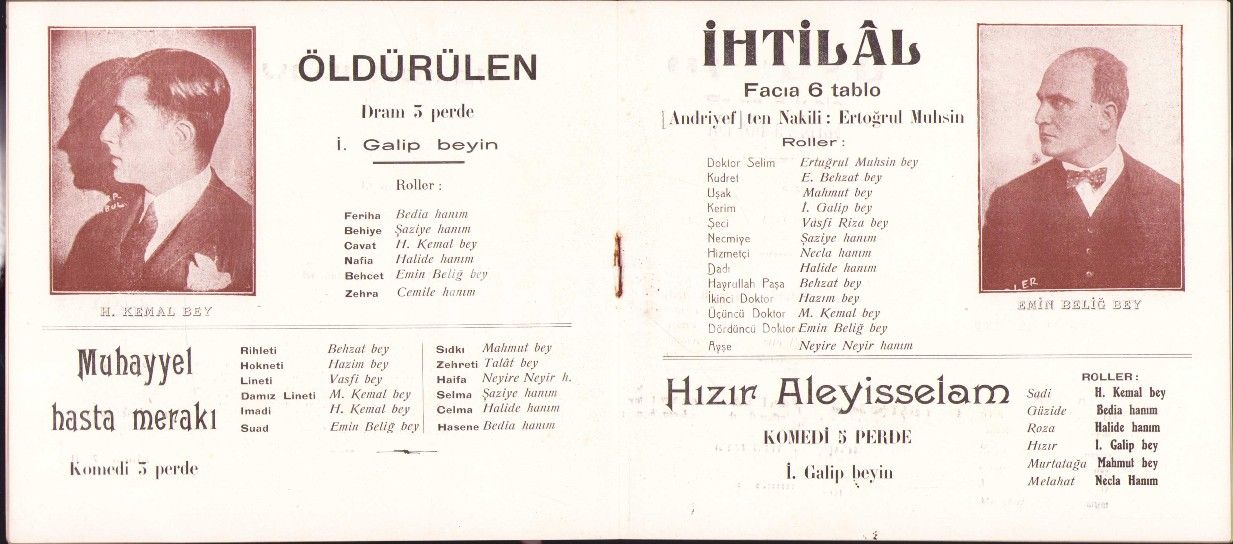 ÖLDÜRÜLEN
Dram 3 perde
İ. Galip beyin
Roller :
Feriha Bedia hanım
Behiye Şaziye hanım
Cavat H. Kemal bey
Nafia Halide hanım
Behcet Emin Beliğ bey
Zehra Cemile hanım
H. KEMAL BEY
Muhayyel
hasta merakı
Komedi 3 perde
Rihleti Behzat bey
Hokneti Hazim bey
Lineti Vasfi bey
Damız Lineti M. Kemal bey
Imadi H. Kemal bey
Suad Emin Beliğ bey
Sıdkı Mahmut bey
Zehreti Talât bey
Haifa Neyire Neyir h.
Selma Şaziye hanım
Celma Halide hanım
Hasene Bedia hanım
İHTİLÂL
Facıa 6 tablo
[Andriyef] ten Nakili : Ertoğrul Muhsin
Roller :
Doktor Selim Ertuğrul Muhsin bey
Kudret E. Behzat bey
Uşak Mahmut bey
Kerim İ. Galip bey
Şeci Vasfi Riza bey
Necmiye Şaziye hanım
Hizmetçi Necla hanım
Dadı Halide hanım
Hayrullah Paşa Behzat bey
İkinci Doktor Hazım bey
Üçüncü Doktor M. Kemal bey
Dördüncü Doktor Emin Beliğ bey
Ayşe Neyire Neyir hanım
EMİN BELİĞ BEY
Hızır Aleyisselam
KOMEDİ 3 PERDE
İ. Galip beyin
ROLLER :
Sadi H. Kemal bey
Güzide Bedia hanım
Roza Halide hanım
Hızır I. Galip bey
Murtatağa Mahmut bey
Melahat Necla Hanım